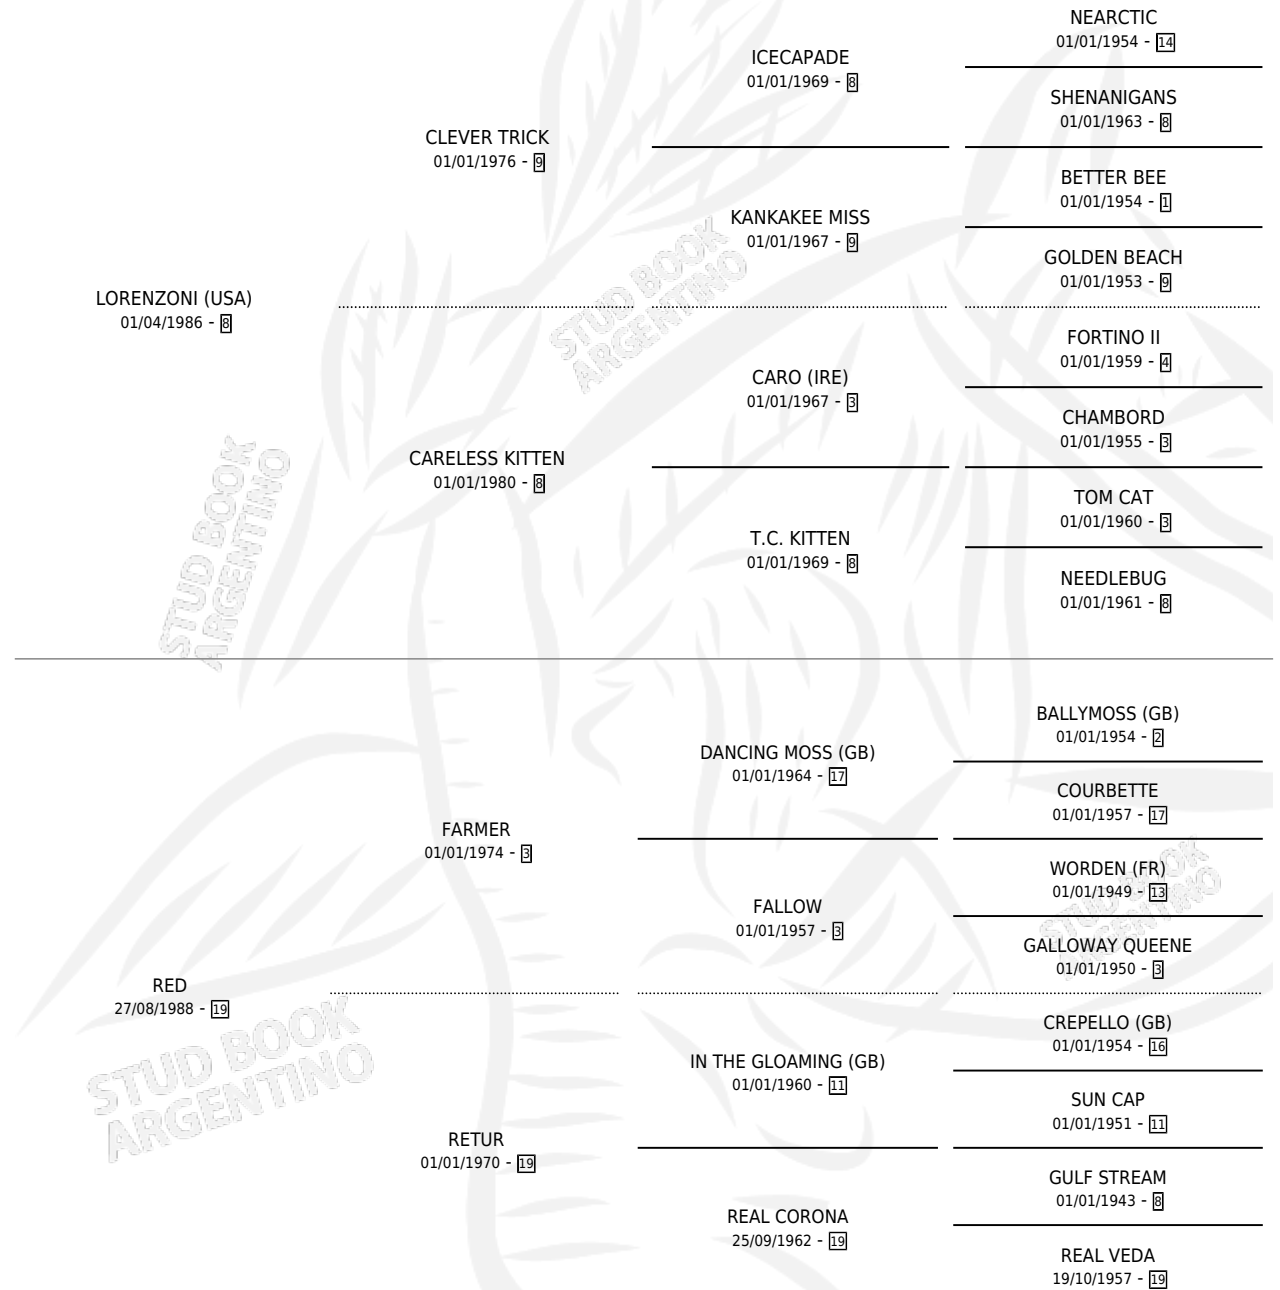 NEARCTIC
01/01/1954 - 14
ICECAPADE
01/01/1969 - 8
SHENANIGANS
01/01/1963 - 8
CLEVER TRICK
01/01/1976 - 9
BETTER BEE
01/01/1954 - 1
KANKAKEE MISS
01/01/1967 - 9
GOLDEN BEACH
01/01/1953 - 9
LORENZONI (USA)
01/04/1986 - 8
FORTINO II
01/01/1959 - 4
CARO (IRE)
01/01/1967 - 3
CHAMBORD
01/01/1955 - 3
CARELESS KITTEN
01/01/1980 - 8
TOM CAT
01/01/1960 - 3
T.C. KITTEN
01/01/1969 - 8
NEEDLEBUG
01/01/1961 - 8
BALLYMOSS (GB)
01/01/1954 - 2
DANCING MOSS (GB)
01/01/1964 - 17
COURBETTE
01/01/1957 - 17
FARMER
01/01/1974 - 3
WORDEN (FR)
01/01/1949 - 13
FALLOW
01/01/1957 - 3
GALLOWAY QUEENE
01/01/1950 - 3
RED
27/08/1988 - 19
CREPELLO (GB)
01/01/1954 - 16
IN THE GLOAMING (GB)
01/01/1960 - 11
SUN CAP
01/01/1951 - 11
RETUR
01/01/1970 - 19
GULF STREAM
01/01/1943 - 8
REAL CORONA
25/09/1962 - 19
REAL VEDA
19/10/1957 - 19
STUD BOOK
ARGENTINO
STUD BOOK
ARGENTINO
STUD BOOK
ARGENTINO
STUD BOOK
ARGENTINO